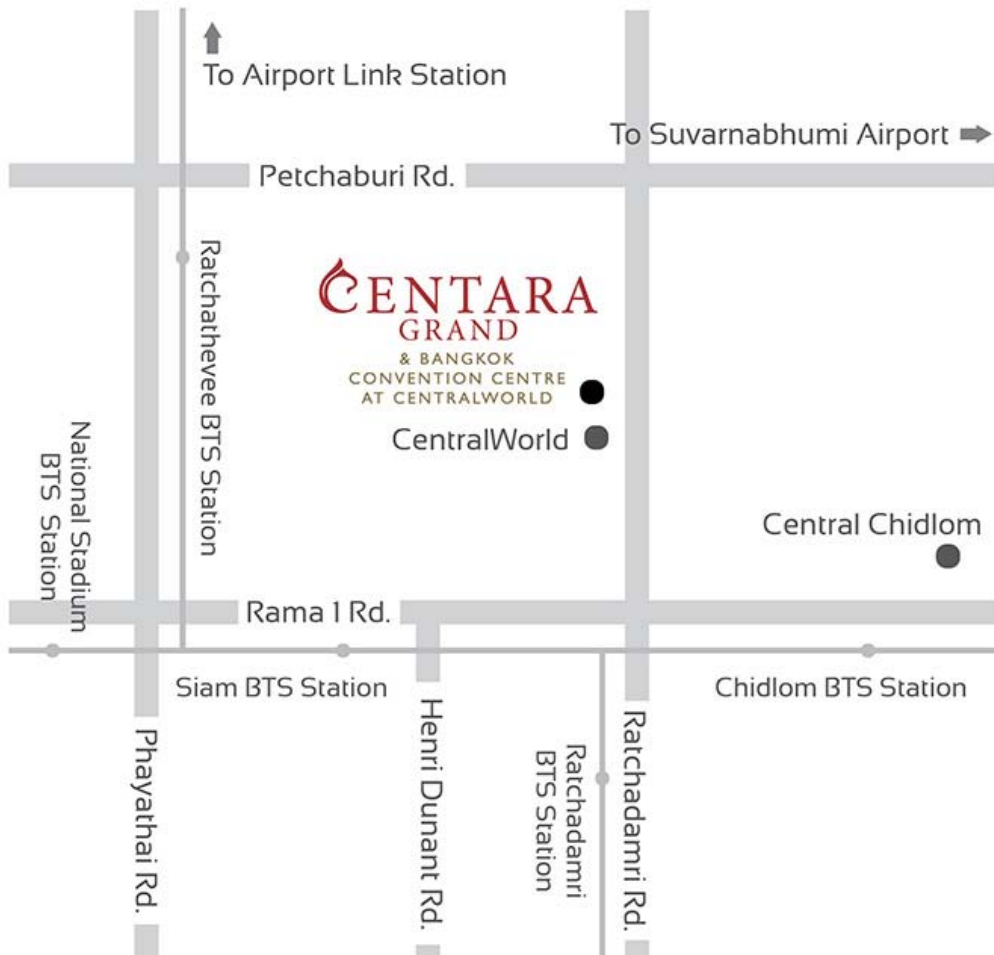 To Airport Link Station
To Suvarnabhumi Airport
Petchaburi Rd.
Ratchathevee BTS Station
CENTARA
GRAND
& BANGKOK
CONVENTION CENTRE
AT CENTRALWORLD
CentralWorld
National Stadium
BTS Station
Central Chidlom
Rama 1 Rd.
Siam BTS Station
Chidlom BTS Station
Phayathai Rd.
Henri Dunant Rd.
Ratchadamri
BTS Station
Ratchadamri Rd.